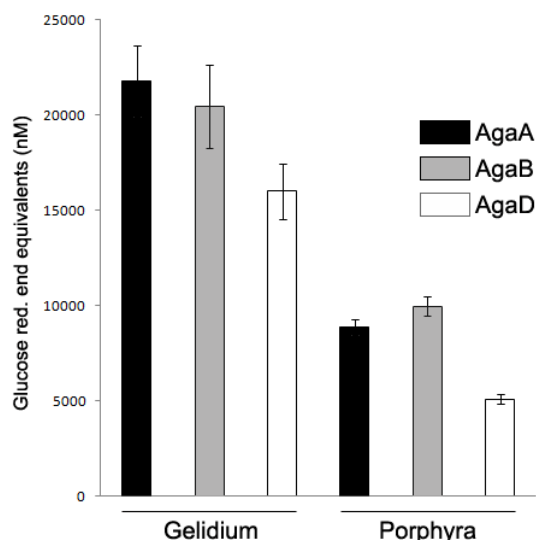 Glucose red. end equivalents (nM)
25000
20000
15000
10000
5000
0
AgaA
AgaB
AgaD
Gelidium
Porphyra